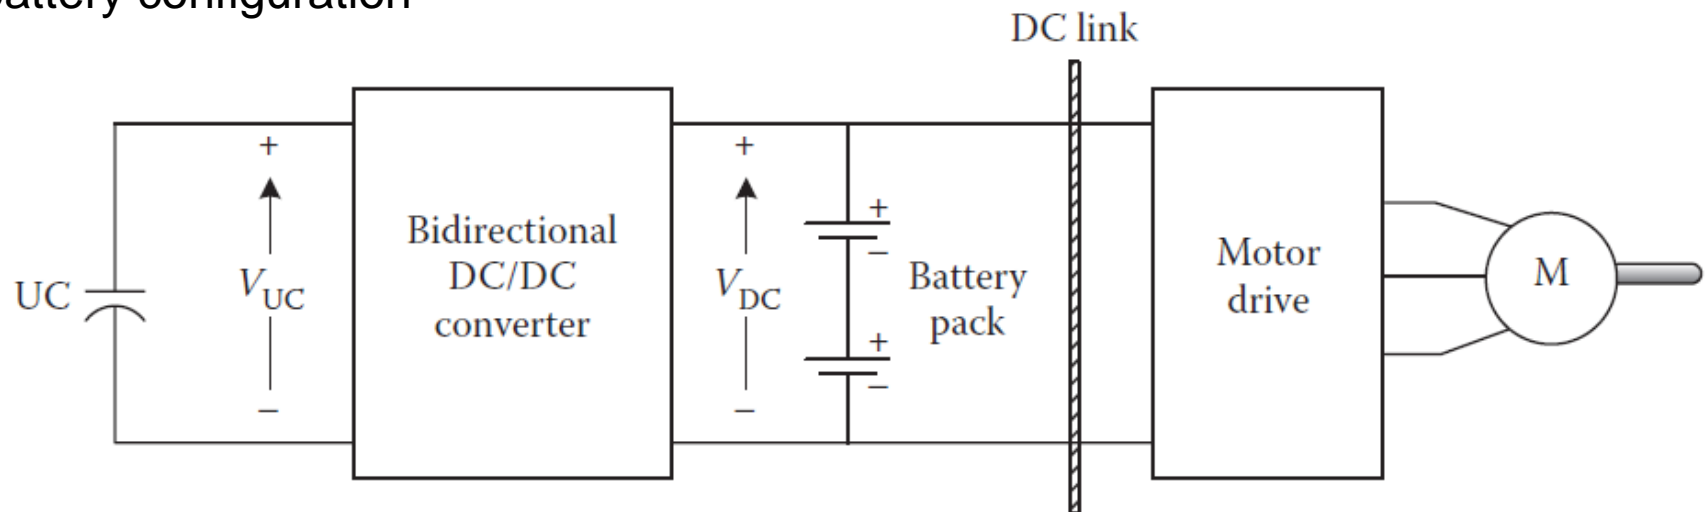 battery configuration
DC link
+
+
+
Bidirectional
DC/DC
converter
–
Battery
pack
Motor
drive
M
UC
V_UC
V_DC
+
–
–
–